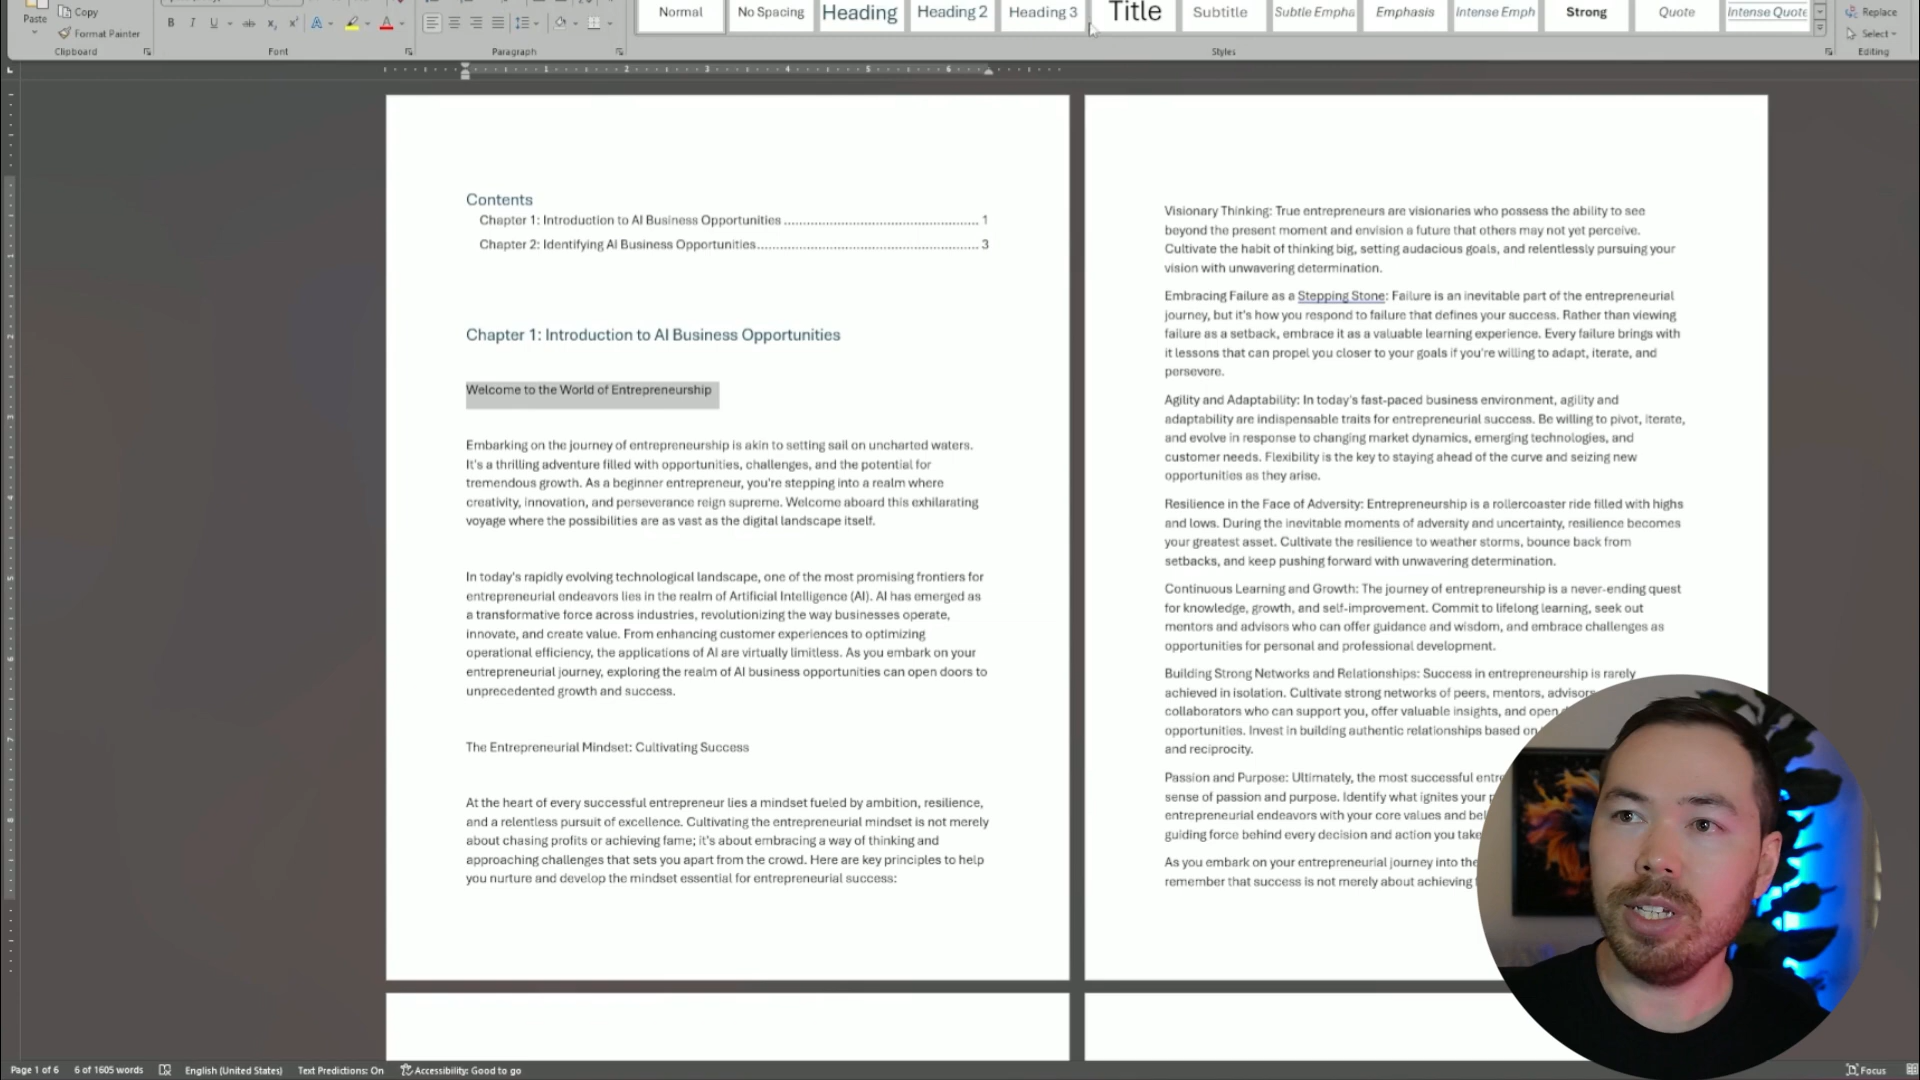 Paste
Copy
Format Painter
Clipboard
B I U ab x₂ x² A A
Font
Paragraph
Normal
No Spacing
Heading
Heading 2
Heading 3
Title
Subtitle
Subtle Empha
Emphasis
Intense Emph
Strong
Quote
Intense Quote
Styles
Replace
Select
Editing
1 2 3 4 5 6
Contents
Chapter 1: Introduction to AI Business Opportunities ................................................ 1
Chapter 2: Identifying AI Business Opportunities....................................................... 3
Chapter 1: Introduction to AI Business Opportunities
Welcome to the World of Entrepreneurship
Embarking on the journey of entrepreneurship is akin to setting sail on uncharted waters.
It's a thrilling adventure filled with opportunities, challenges, and the potential for
tremendous growth. As a beginner entrepreneur, you're stepping into a realm where
creativity, innovation, and perseverance reign supreme. Welcome aboard this exhilarating
voyage where the possibilities are as vast as the digital landscape itself.
In today's rapidly evolving technological landscape, one of the most promising frontiers for
entrepreneurial endeavors lies in the realm of Artificial Intelligence (AI). AI has emerged as
a transformative force across industries, revolutionizing the way businesses operate,
innovate, and create value. From enhancing customer experiences to optimizing
operational efficiency, the applications of AI are virtually limitless. As you embark on your
entrepreneurial journey, exploring the realm of AI business opportunities can open doors to
unprecedented growth and success.
The Entrepreneurial Mindset: Cultivating Success
At the heart of every successful entrepreneur lies a mindset fueled by ambition, resilience,
and a relentless pursuit of excellence. Cultivating the entrepreneurial mindset is not merely
about chasing profits or achieving fame; it's about embracing a way of thinking and
approaching challenges that sets you apart from the crowd. Here are key principles to help
you nurture and develop the mindset essential for entrepreneurial success:
Visionary Thinking: True entrepreneurs are visionaries who possess the ability to see
beyond the present moment and envision a future that others may not yet perceive.
Cultivate the habit of thinking big, setting audacious goals, and relentlessly pursuing your
vision with unwavering determination.
Embracing Failure as a Stepping Stone: Failure is an inevitable part of the entrepreneurial
journey, but it's how you respond to failure that defines your success. Rather than viewing
failure as a setback, embrace it as a valuable learning experience. Every failure brings with
it lessons that can propel you closer to your goals if you're willing to adapt, iterate, and
persevere.
Agility and Adaptability: In today's fast-paced business environment, agility and
adaptability are indispensable traits for entrepreneurial success. Be willing to pivot, iterate,
and evolve in response to changing market dynamics, emerging technologies, and
customer needs. Flexibility is the key to staying ahead of the curve and seizing new
opportunities as they arise.
Resilience in the Face of Adversity: Entrepreneurship is a rollercoaster ride filled with highs
and lows. During the inevitable moments of adversity and uncertainty, resilience becomes
your greatest asset. Cultivate the resilience to weather storms, bounce back from
setbacks, and keep pushing forward with unwavering determination.
Continuous Learning and Growth: The journey of entrepreneurship is a never-ending quest
for knowledge, growth, and self-improvement. Commit to lifelong learning, seek out
mentors and advisors who can offer guidance and wisdom, and embrace challenges as
opportunities for personal and professional development.
Building Strong Networks and Relationships: Success in entrepreneurship is rarely
achieved in isolation. Cultivate strong networks of peers, mentors, advisors
collaborators who can support you, offer valuable insights, and open
opportunities. Invest in building authentic relationships based on
and reciprocity.
Passion and Purpose: Ultimately, the most successful entre
sense of passion and purpose. Identify what ignites your
entrepreneurial endeavors with your core values and bel
guiding force behind every decision and action you take
As you embark on your entrepreneurial journey into the
remember that success is not merely about achieving
Page 1 of 6
6 of 1605 words
English (United States)
Text Predictions: On
Accessibility: Good to go
Focus